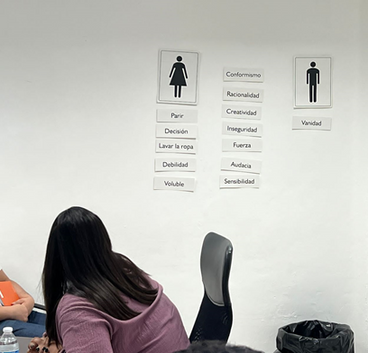 Parir
Decisión
Lavar la ropa
Debilidad
Voluble
Conformismo
Racionalidad
Creatividad
Inseguridad
Fuerza
Audacia
Sensibilidad
Vanidad